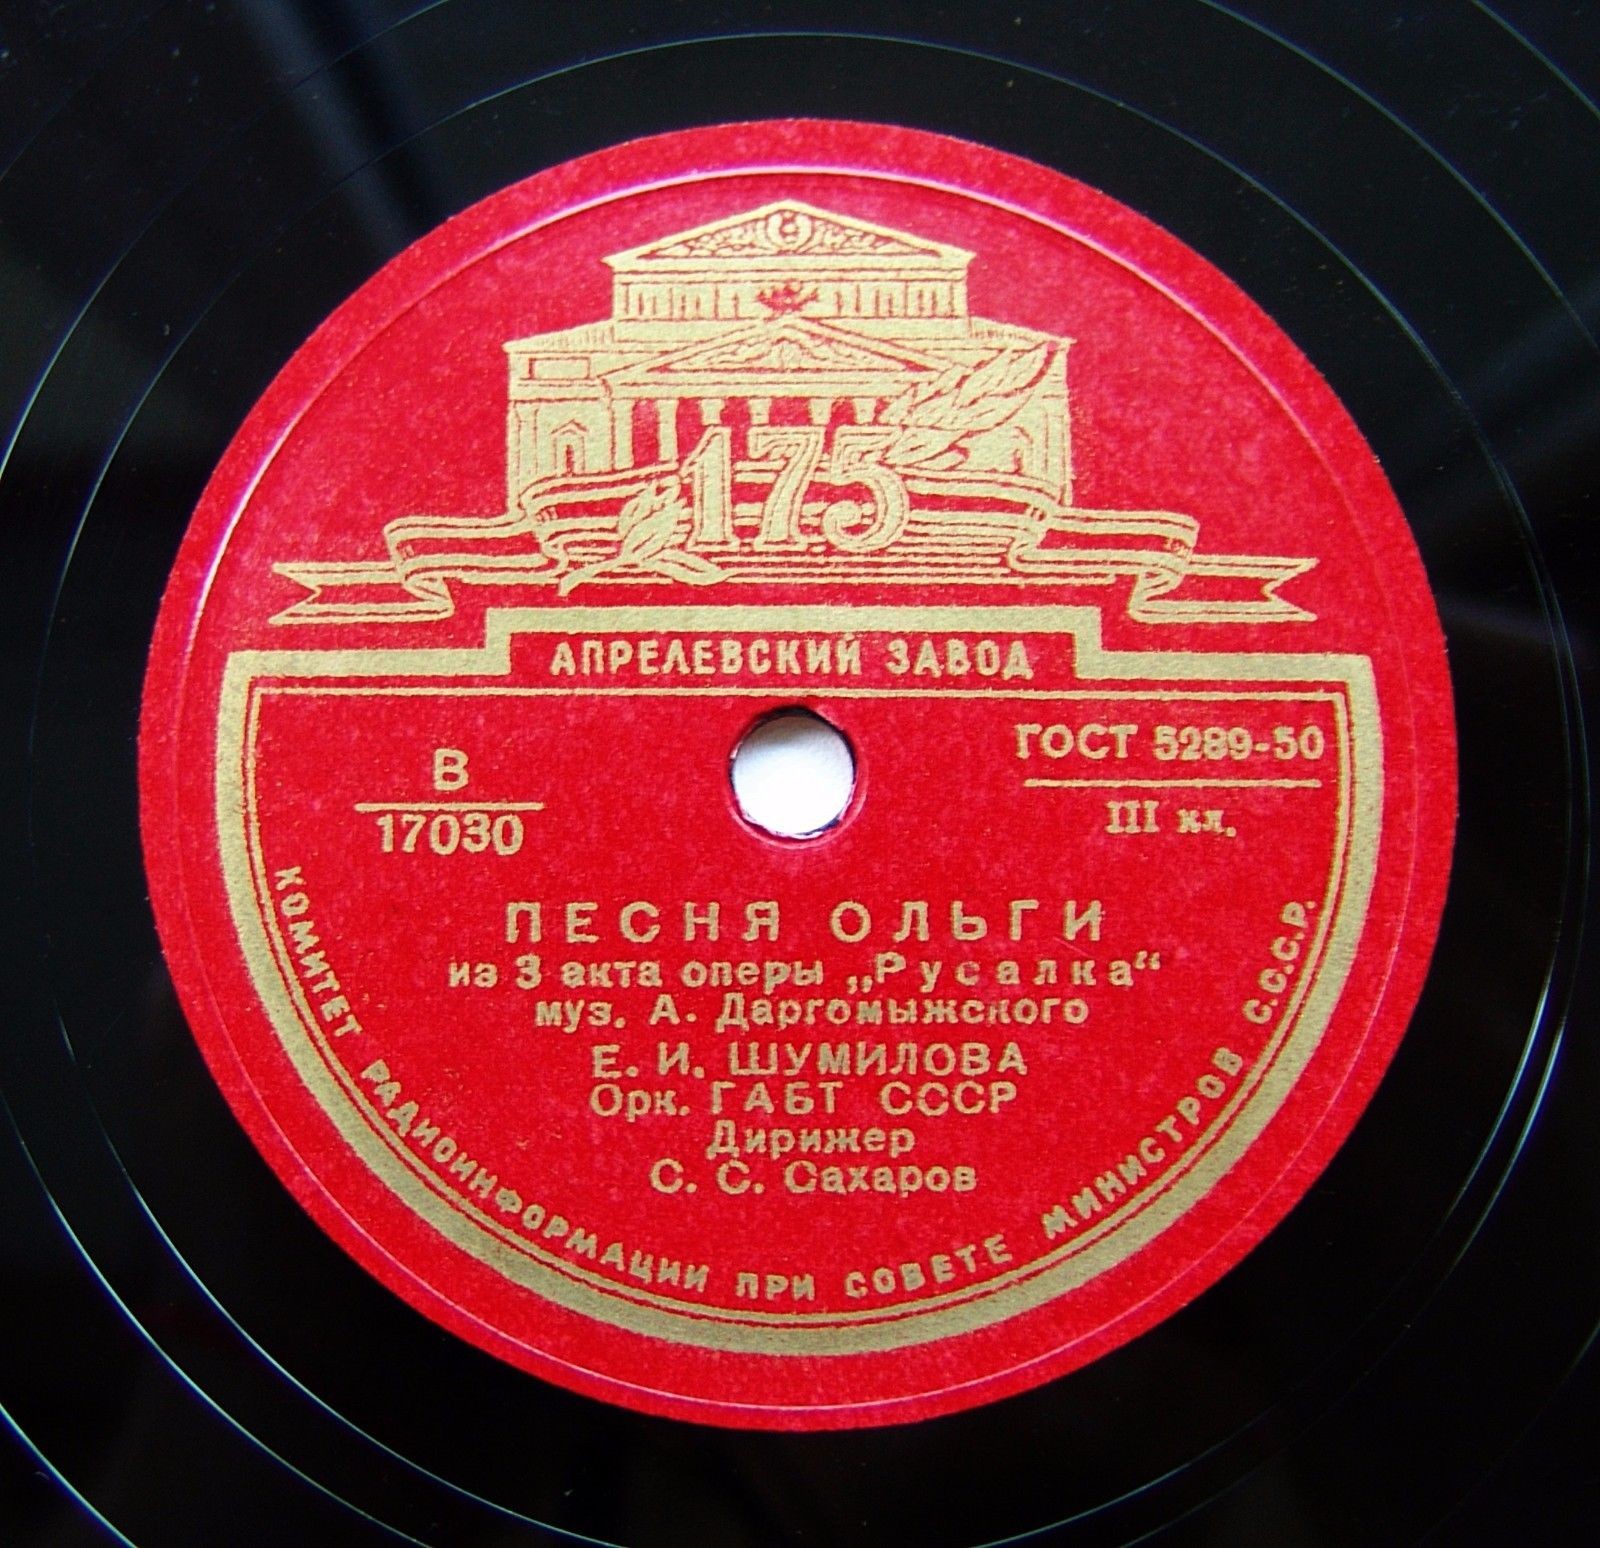 175
АПРЕЛЕВСКИЙ ЗАВОД
В
17030
ГОСТ 5289-50
III кл.
ПЕСНЯ ОЛЬГИ
из 3 акта оперы „Русалка“
муз. А. Даргомыжского
Е. И. ШУМИЛОВА
Орк. ГАБТ СССР
Дирижер
С. С. Сахаров
КОМИТЕТ РАДИОИНФОРМАЦИИ ПРИ СОВЕТЕ МИНИСТРОВ С.С.С.Р.